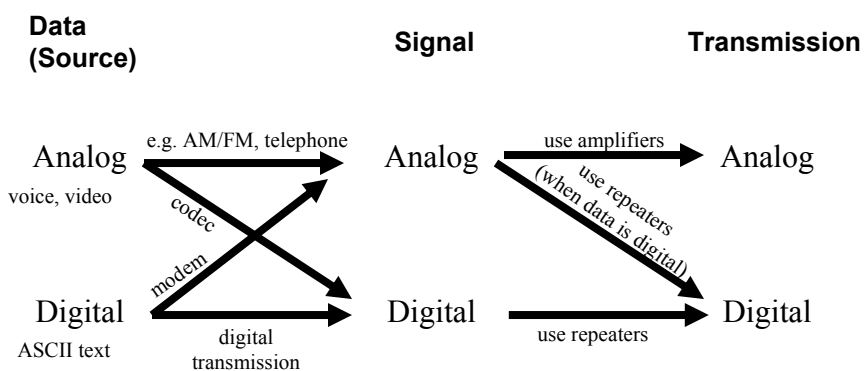 Data
(Source)
Signal
Transmission
Analog
e.g. AM/FM, telephone
Analog
use amplifiers
Analog
voice, video
codec
use repeaters
(when data is digital)
modem
Digital
Digital
Digital
ASCII text
digital
transmission
use repeaters